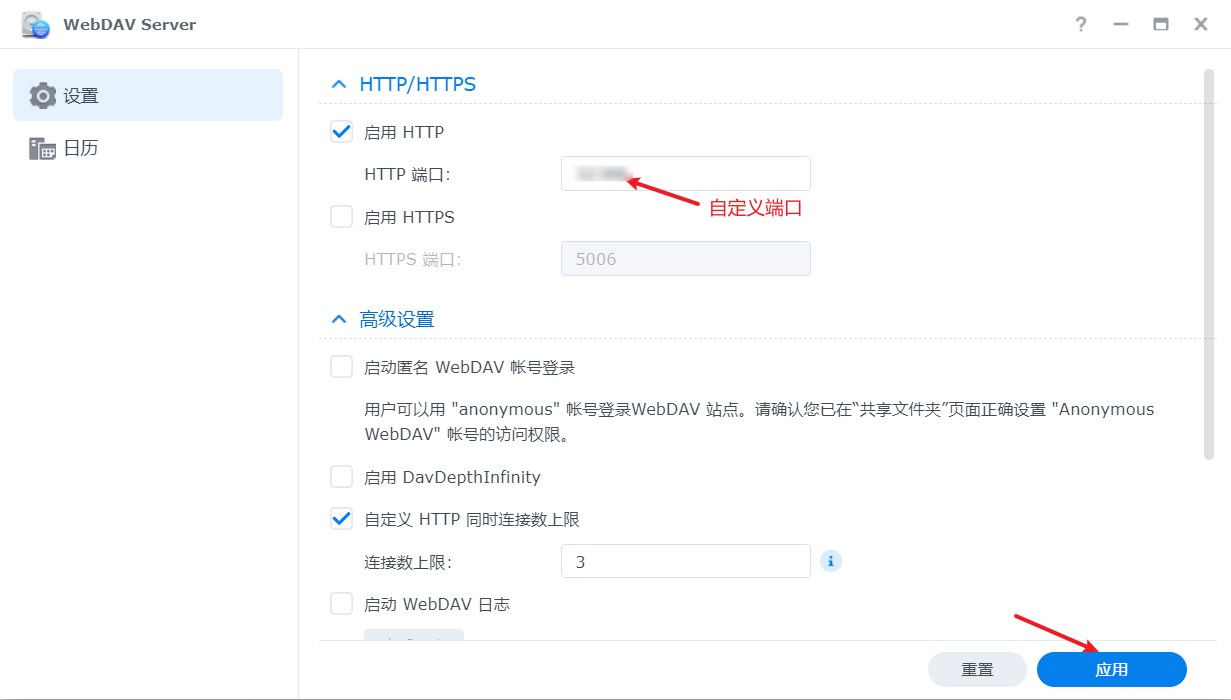 WebDAV Server
设置
日历
HTTP/HTTPS
启用 HTTP
HTTP 端口:
自定义端口
启用 HTTPS
HTTPS 端口:
5006
高级设置
启动匿名 WebDAV 帐号登录
用户可以用 "anonymous" 帐号登录WebDAV 站点。请确认您已在“共享文件夹”页面正确设置 "Anonymous
WebDAV" 帐号的访问权限。
启用 DavDepthInfinity
自定义 HTTP 同时连接数上限
连接数上限:
3
启动 WebDAV 日志
重置
应用